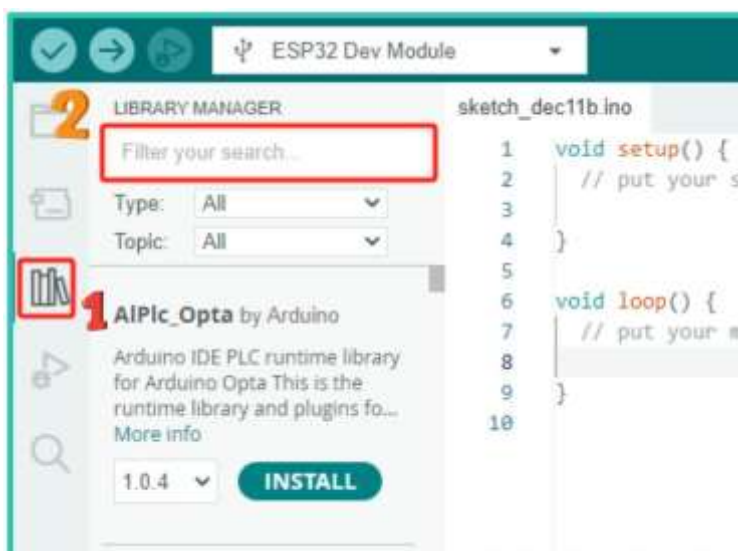 ESP32 Dev Module
2
LIBRARY MANAGER
Filter your search...
Type: All
Topic: All
1
AlPlc_Opta by Arduino
Arduino IDE PLC runtime library
for Arduino Opta This is the
runtime library and plugins fo...
More info
1.0.4 INSTALL
sketch_dec11b.ino
1 void setup() {
2 // put your s
3
4 }
5
6 void loop() {
7 // put your m
8
9 }
10